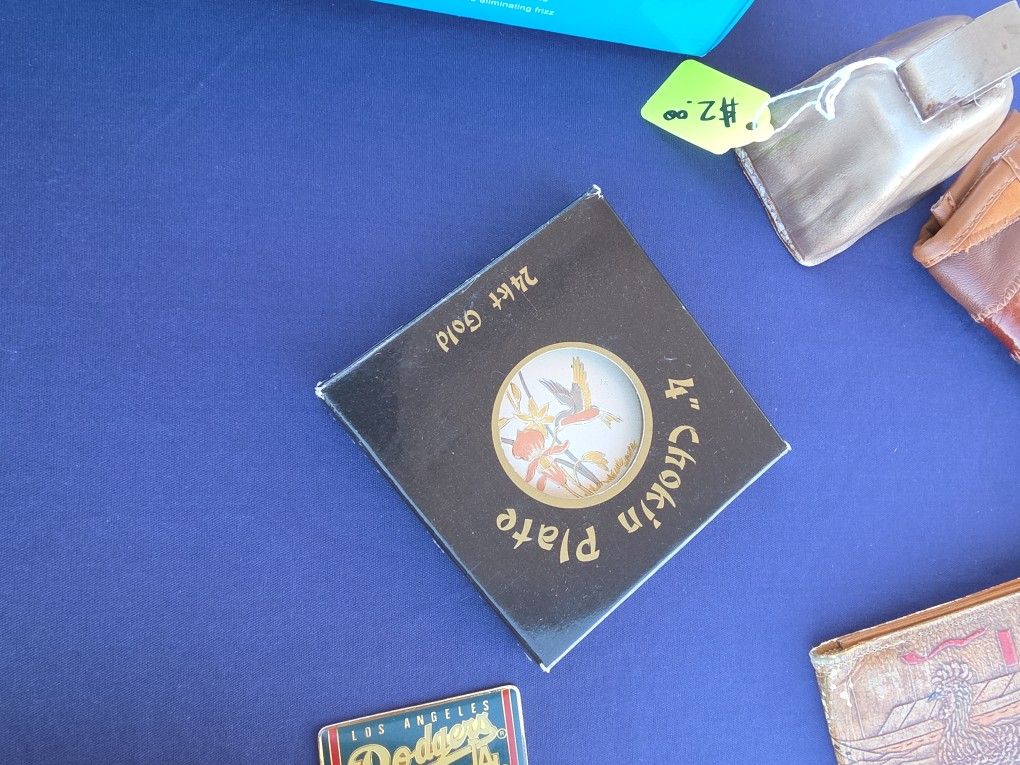 eliminating frizz
$2.00
24kt Gold
4" Chokin Plate
LOS ANGELES
Dodgers®